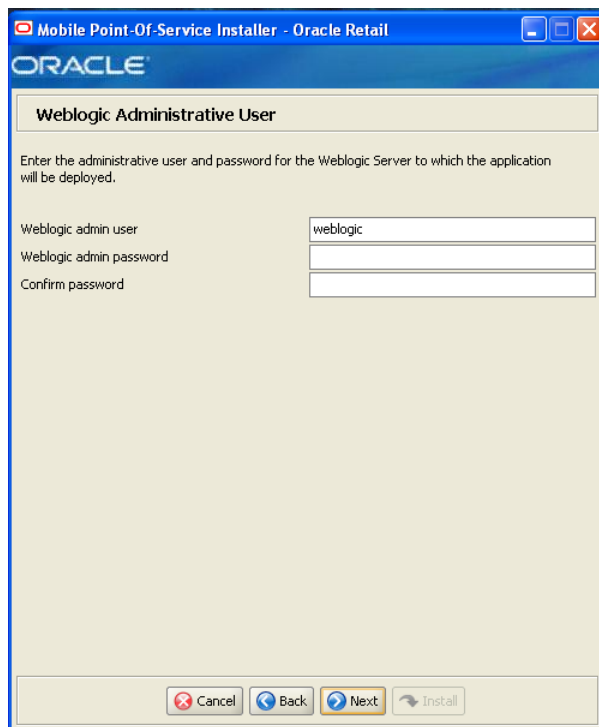 Mobile Point-Of-Service Installer - Oracle Retail
ORACLE
Weblogic Administrative User
Enter the administrative user and password for the Weblogic Server to which the application
will be deployed.
Weblogic admin user
weblogic
Weblogic admin password
Confirm password
Cancel
Back
Next
Install